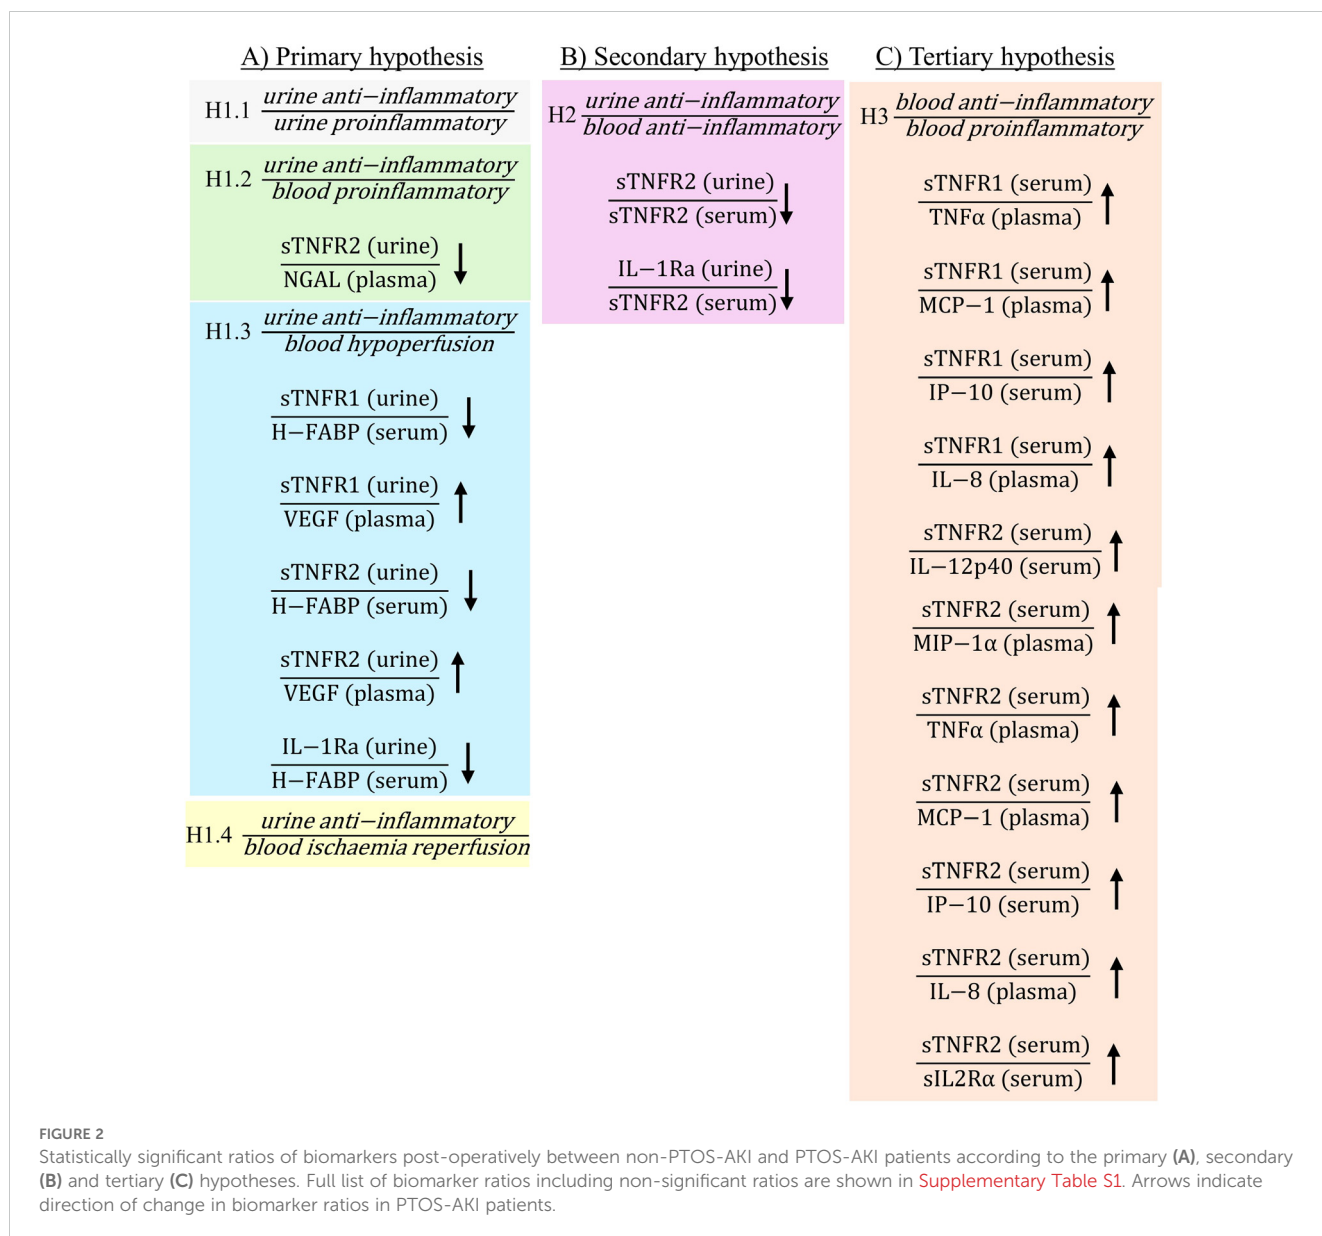 A) Primary hypothesis
H1.1 urine anti−inflammatory
urine proinflammatory
H1.2 urine anti−inflammatory
blood proinflammatory
sTNFR2 (urine)
NGAL (plasma)
H1.3 urine anti−inflammatory
blood hypoperfusion
sTNFR1 (urine)
H−FABP (serum)
sTNFR1 (urine)
VEGF (plasma)
sTNFR2 (urine)
H−FABP (serum)
sTNFR2 (urine)
VEGF (plasma)
IL−1Ra (urine)
H−FABP (serum)
H1.4 urine anti−inflammatory
blood ischaemia reperfusion
B) Secondary hypothesis
H2 urine anti−inflammatory
blood anti−inflammatory
sTNFR2 (urine)
sTNFR2 (serum)
IL−1Ra (urine)
sTNFR2 (serum)
C) Tertiary hypothesis
H3 blood anti−inflammatory
blood proinflammatory
sTNFR1 (serum)
TNFα (plasma)
sTNFR1 (serum)
MCP−1 (plasma)
sTNFR1 (serum)
IP−10 (serum)
sTNFR1 (serum)
IL−8 (plasma)
sTNFR2 (serum)
IL−12p40 (serum)
sTNFR2 (serum)
MIP−1α (plasma)
sTNFR2 (serum)
TNFα (plasma)
sTNFR2 (serum)
MCP−1 (plasma)
sTNFR2 (serum)
IP−10 (serum)
sTNFR2 (serum)
IL−8 (plasma)
sTNFR2 (serum)
sIL2Rα (serum)
FIGURE 2
Statistically significant ratios of biomarkers post-operatively between non-PTOS-AKI and PTOS-AKI patients according to the primary (A), secondary
(B) and tertiary (C) hypotheses. Full list of biomarker ratios including non-significant ratios are shown in Supplementary Table S1. Arrows indicate
direction of change in biomarker ratios in PTOS-AKI patients.